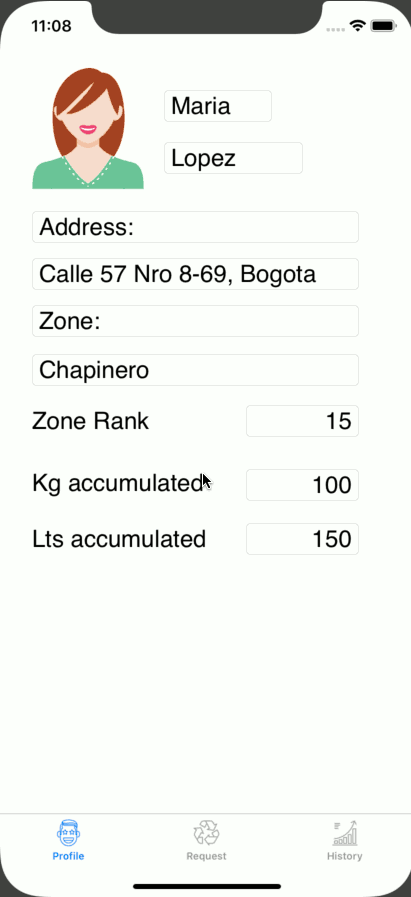 11:08
Maria
Lopez
Address:
Calle 57 Nro 8-69, Bogota
Zone:
Chapinero
Zone Rank 15
Kg accumulated 100
Lts accumulated 150
Profile Request History